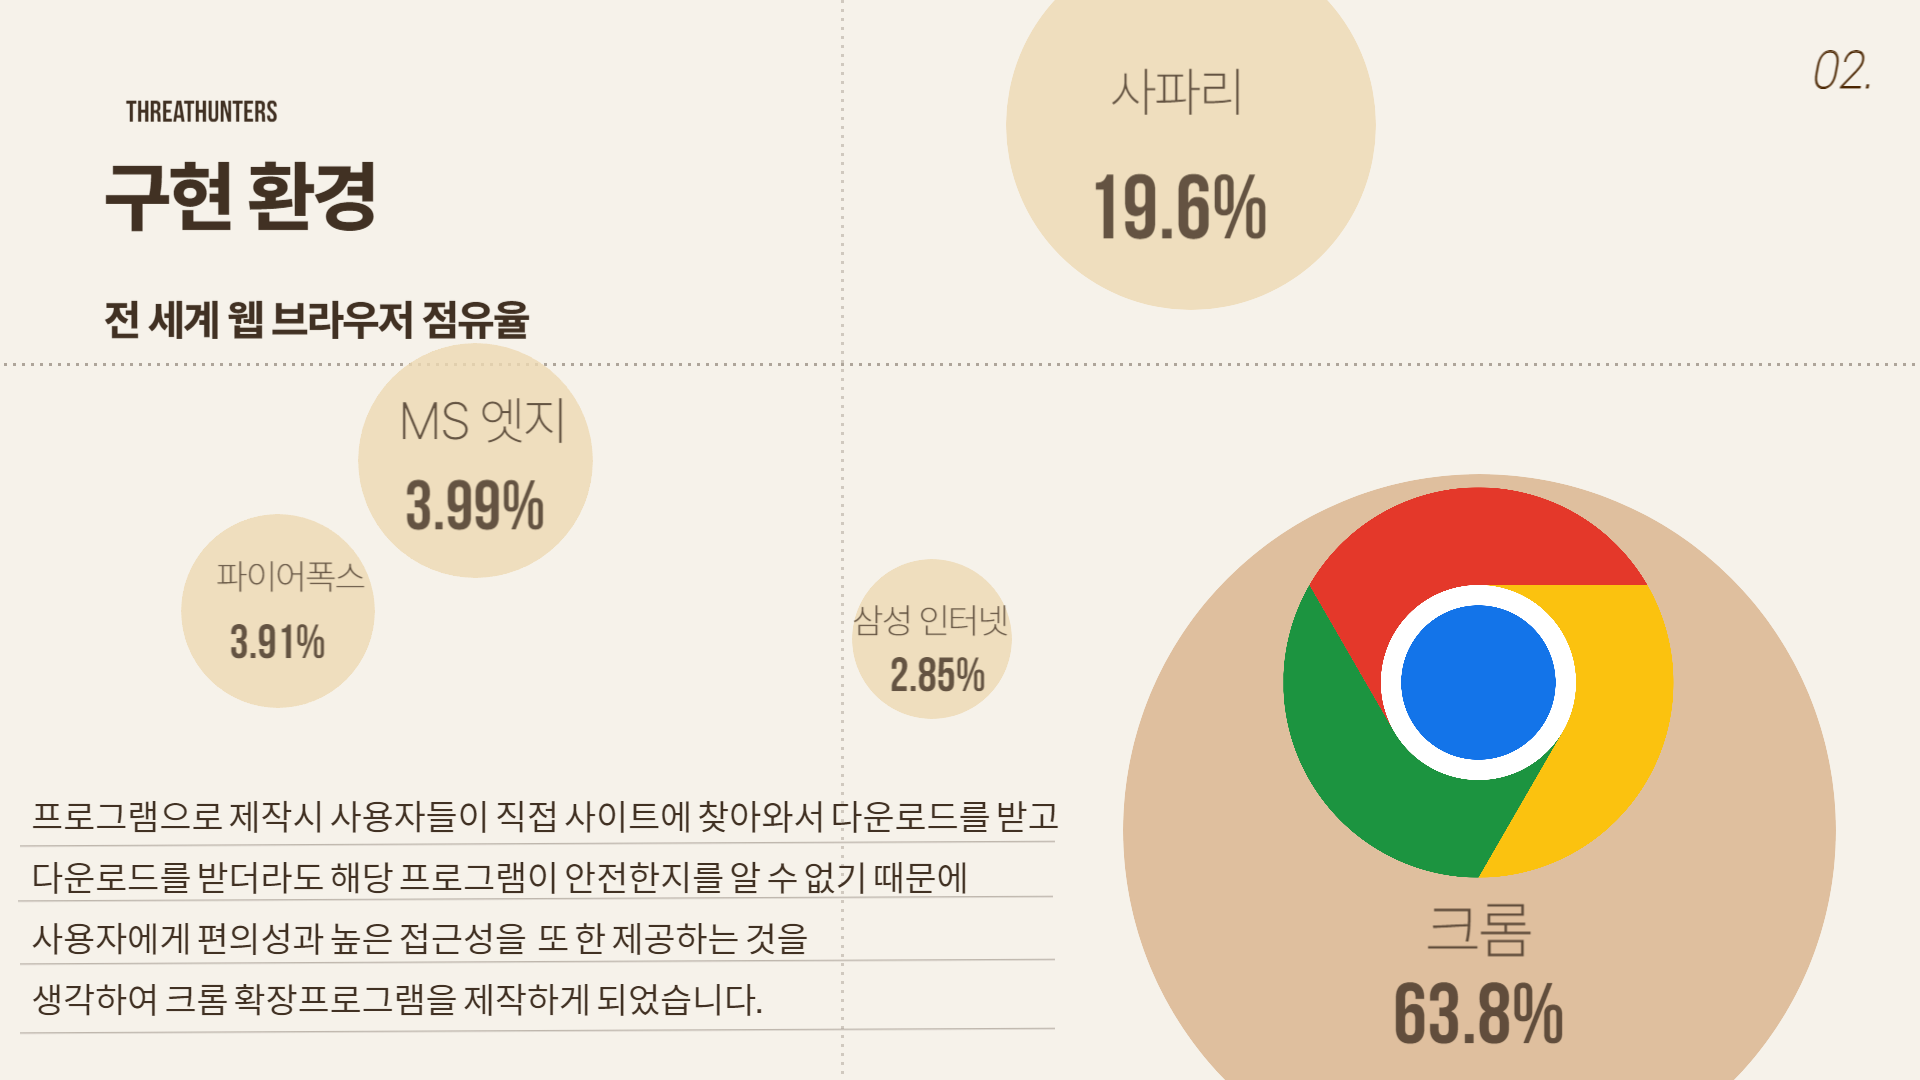 THREATHUNTERS
02.
구현 환경
전 세계 웹 브라우저 점유율
사파리
19.6%
MS 엣지
3.99%
파이어폭스
3.91%
삼성 인터넷
2.85%
크롬
63.8%
프로그램으로 제작시 사용자들이 직접 사이트에 찾아와서 다운로드를 받고
다운로드를 받더라도 해당 프로그램이 안전한지를 알 수 없기 때문에
사용자에게 편의성과 높은 접근성을 또 한 제공하는 것을
생각하여 크롬 확장프로그램을 제작하게 되었습니다.